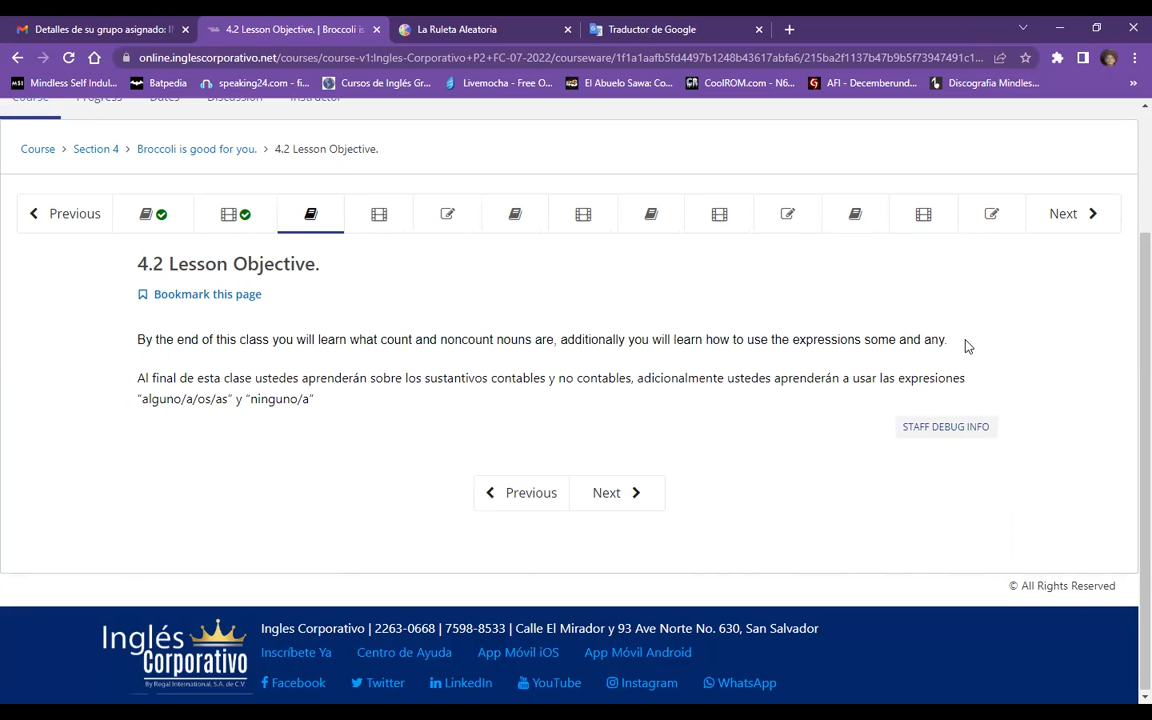 Detalles de su grupo asignado: I
4.2 Lesson Objective. | Broccoli is
La Ruleta Aleatoria
Traductor de Google
online.inglescorporativo.net/courses/course-v1:Ingles-Corporativo+P2+FC-07-2022/courseware/1f1a1aafb5fd4497b1248b43617abfa6/215ba2f1137b47b9b5f73947491c1...
Mindless Self Indul...
Batpedia
speaking24.com - fi...
Cursos de Inglés Gr...
Livemocha - Free O...
El Abuelo Sawa: Co...
CoolROM.com - N6...
AFI - Decemberund...
Discografia Mindles...
Course Progress Dates Discussion Instructor
Course > Section 4 > Broccoli is good for you. > 4.2 Lesson Objective.
Previous
Next
4.2 Lesson Objective.
Bookmark this page
By the end of this class you will learn what count and noncount nouns are, additionally you will learn how to use the expressions some and any.
Al final de esta clase ustedes aprenderán sobre los sustantivos contables y no contables, adicionalmente ustedes aprenderán a usar las expresiones
"alguno/a/os/as" y "ninguno/a"
STAFF DEBUG INFO
Previous
Next
© All Rights Reserved
Inglés
Corporativo
By Regal International, S.A. de C.V.
Ingles Corporativo | 2263-0668 | 7598-8533 | Calle El Mirador y 93 Ave Norte No. 630, San Salvador
Inscríbete Ya Centro de Ayuda App Móvil iOS App Móvil Android
Facebook Twitter LinkedIn YouTube Instagram WhatsApp